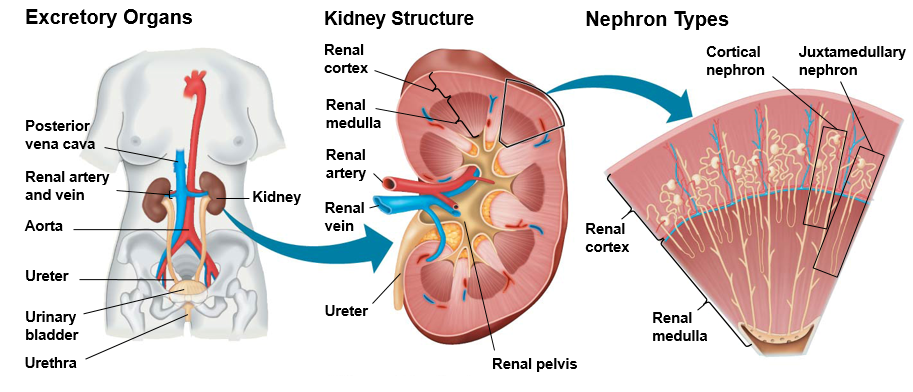 Excretory Organs
Posterior
vena cava
Renal artery
and vein
Aorta
Ureter
Urinary
bladder
Urethra
Kidney
Kidney Structure
Renal
cortex
Renal
medulla
Renal
artery
Renal
vein
Ureter
Renal pelvis
Nephron Types
Cortical
nephron
Juxtamedullary
nephron
Renal
cortex
Renal
medulla